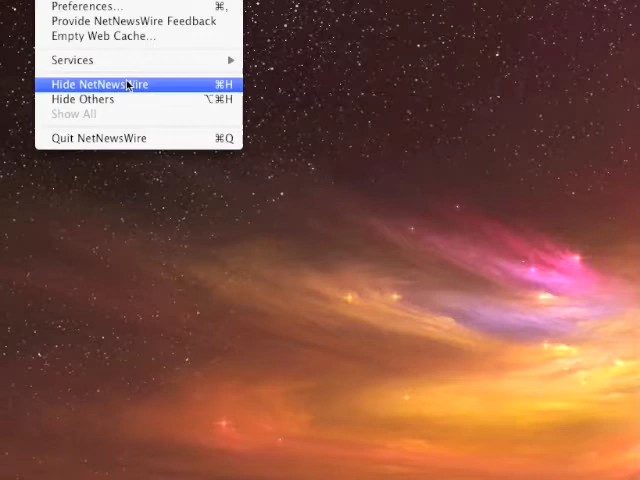 Preferences... ⌘,
Provide NetNewsWire Feedback
Empty Web Cache...
Services ▶
Hide NetNewsWire ⌘H
Hide Others ⌥⌘H
Show All
Quit NetNewsWire ⌘Q